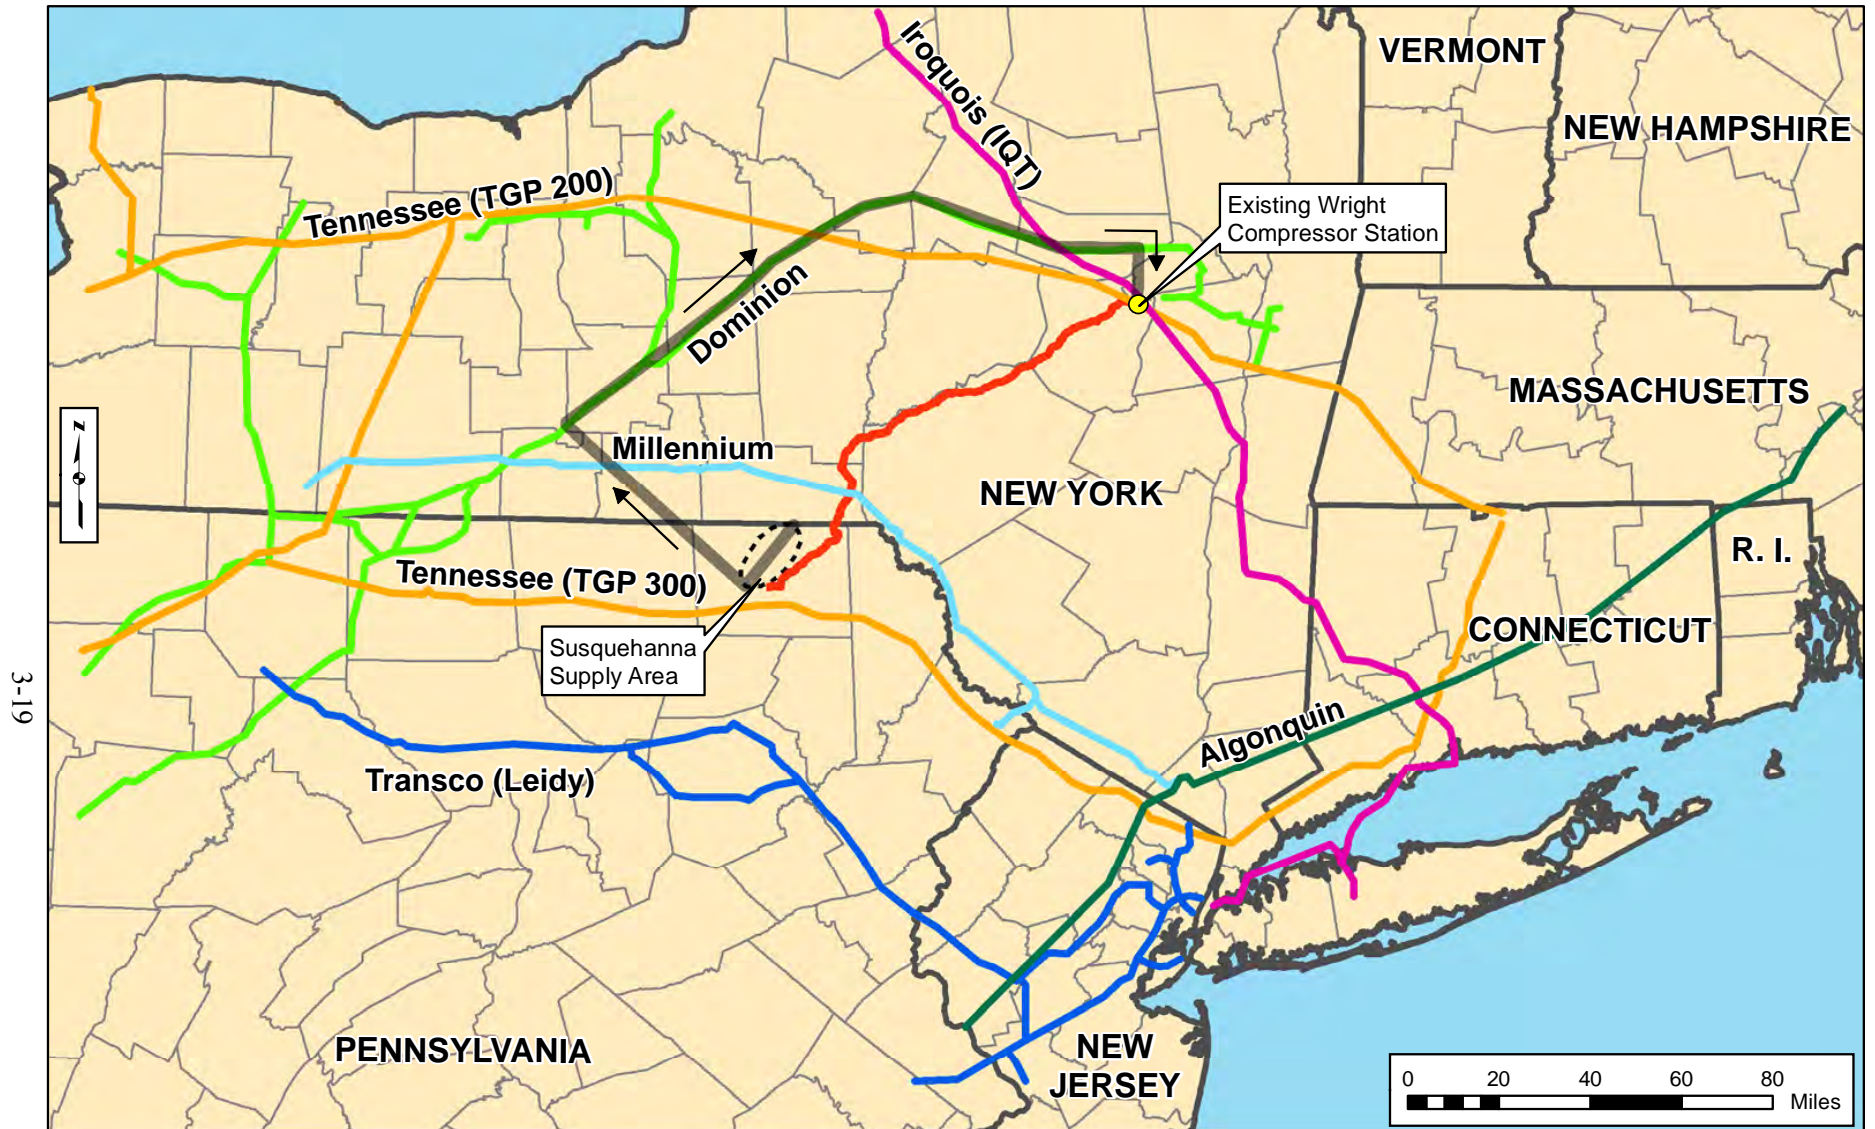 VERMONT
NEW HAMPSHIRE
Iroquois (IQT)
Tennessee (TGP 200)
Existing Wright
Compressor Station
Dominion
MASSACHUSETTS
Millennium
NEW YORK
N
R. I.
Tennessee (TGP 300)
CONNECTICUT
Susquehanna
Supply Area
3-19
Algonquin
Transco (Leidy)
PENNSYLVANIA
NEW
JERSEY
0 20 40 60 80
Miles